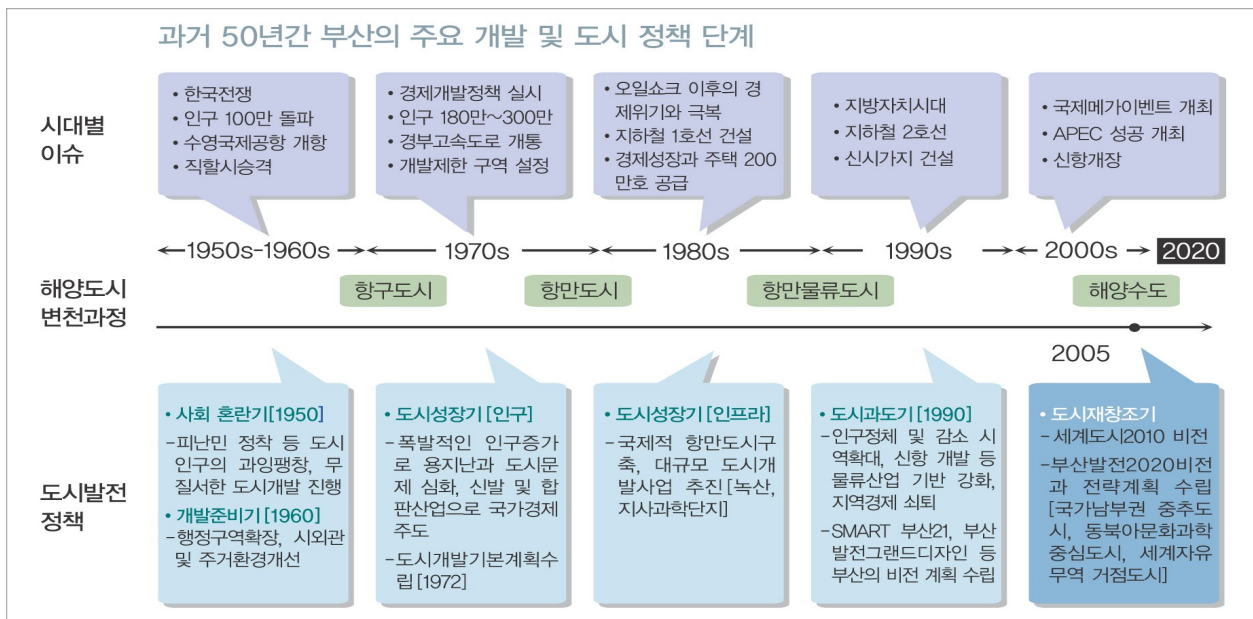 과거 50년간 부산의 주요 개발 및 도시 정책 단계
시대별
이슈
• 한국전쟁
• 인구 100만 돌파
• 수영국제공항 개항
• 직할시승격
• 경제개발정책 실시
• 인구 180만~300만
• 경부고속도로 개통
• 개발제한 구역 설정
• 오일쇼크 이후의 경
제위기와 극복
• 지하철 1호선 건설
• 경제성장과 주택 200
만호 공급
• 지방자치시대
• 지하철 2호선
• 신시가지 건설
• 국제메가이벤트 개최
• APEC 성공 개최
• 신항개장
1950s-1960s
1970s
1980s
1990s
2000s
2020
해양도시
변천과정
항구도시
항만도시
항만물류도시
해양수도
2005
도시발전
정책
• 사회 혼란기[1950]
-피난민 정착 등 도시
인구의 과잉팽창, 무
질서한 도시개발 진행
• 개발준비기[1960]
-행정구역확장, 시외관
및 주거환경개선
• 도시성장기[인구]
-폭발적인 인구증가
로 용지난과 도시문
제 심화, 신발 및 합
판산업으로 국가경제
주도
-도시개발기본계획수
립[1972]
• 도시성장기[인프라]
-국제적 항만도시구
축, 대규모 도시개
발사업 추진[녹산,
지사과학단지]
• 도시과도기[1990]
-인구정체 및 감소 시
역확대, 신항 개발 등
물류산업 기반 강화,
지역경제 쇠퇴
-SMART 부산21, 부산
발전그랜드디자인 등
부산의 비전 계획 수립
• 도시재창조기
-세계도시2010 비전
-부산발전2020비전
과 전략계획 수립
[국가남부권 중추도
시, 동북아문화과학
중심도시, 세계자유
무역 거점도시]